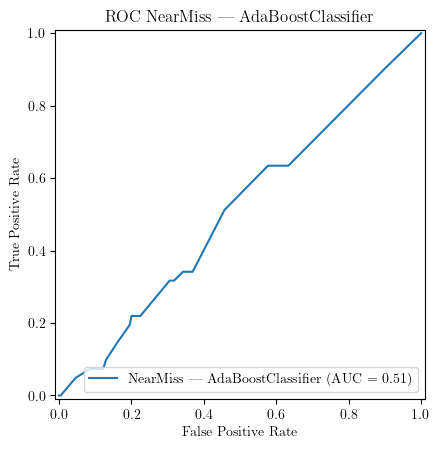 ROC NearMiss — AdaBoostClassifier
1.0
0.8
0.6
0.4
0.2
0.0
True Positive Rate
NearMiss — AdaBoostClassifier (AUC = 0.51)
0.0 0.2 0.4 0.6 0.8 1.0
False Positive Rate